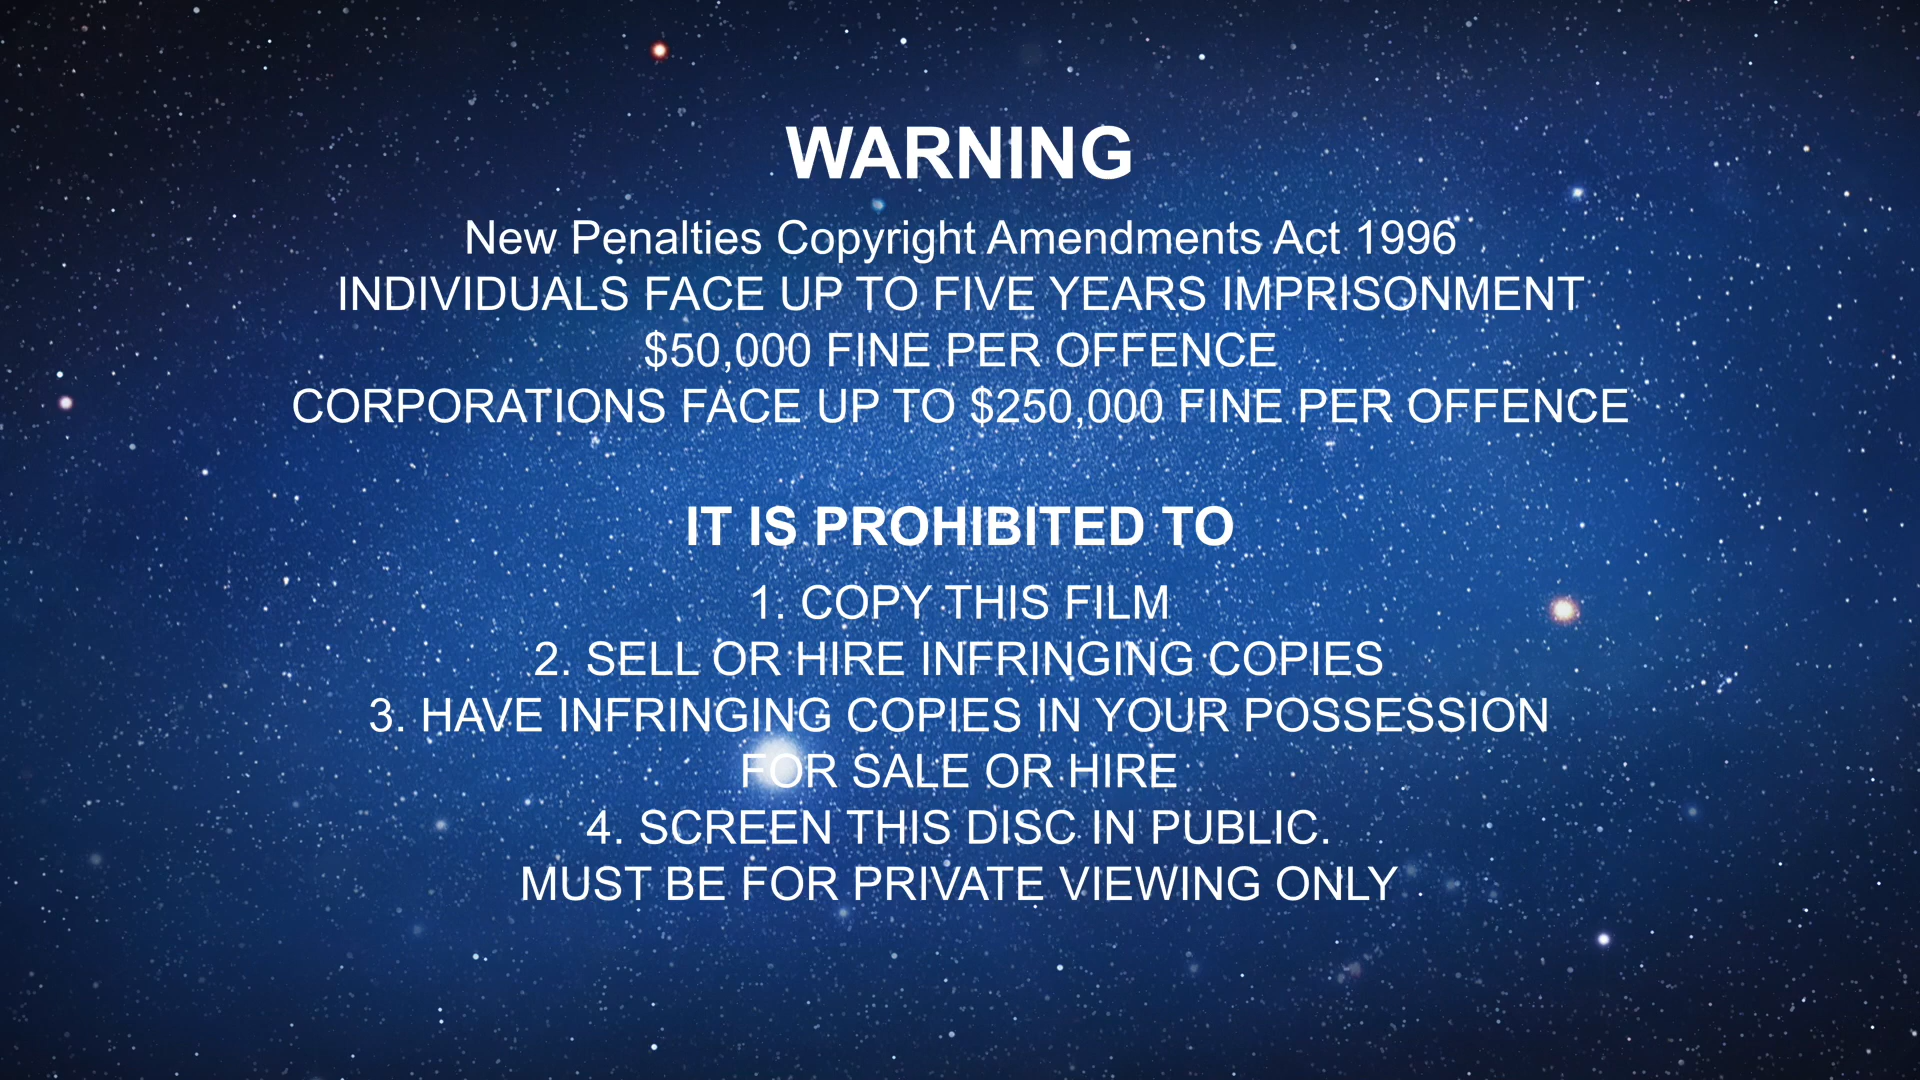 WARNING
New Penalties Copyright Amendments Act 1996
INDIVIDUALS FACE UP TO FIVE YEARS IMPRISONMENT
$50,000 FINE PER OFFENCE
CORPORATIONS FACE UP TO $250,000 FINE PER OFFENCE
IT IS PROHIBITED TO
1. COPY THIS FILM
2. SELL OR HIRE INFRINGING COPIES
3. HAVE INFRINGING COPIES IN YOUR POSSESSION
FOR SALE OR HIRE
4. SCREEN THIS DISC IN PUBLIC.
MUST BE FOR PRIVATE VIEWING ONLY